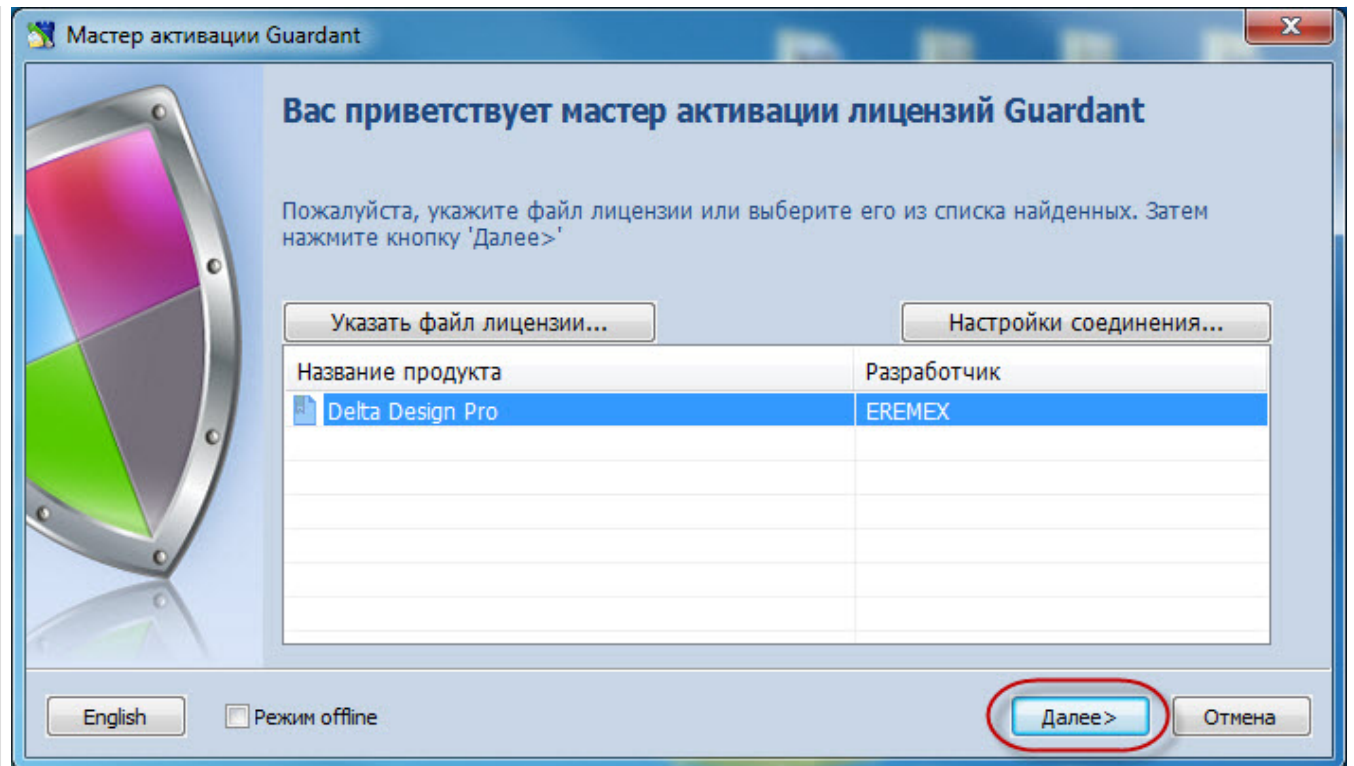 Мастер активации Guardant
Вас приветствует мастер активации лицензий Guardant
Пожалуйста, укажите файл лицензии или выберите его из списка найденных. Затем
нажмите кнопку 'Далее>'
Указать файл лицензии... Настройки соединения...
Название продукта Разработчик
Delta Design Pro EREMEX
English Режим offline Далее> Отмена